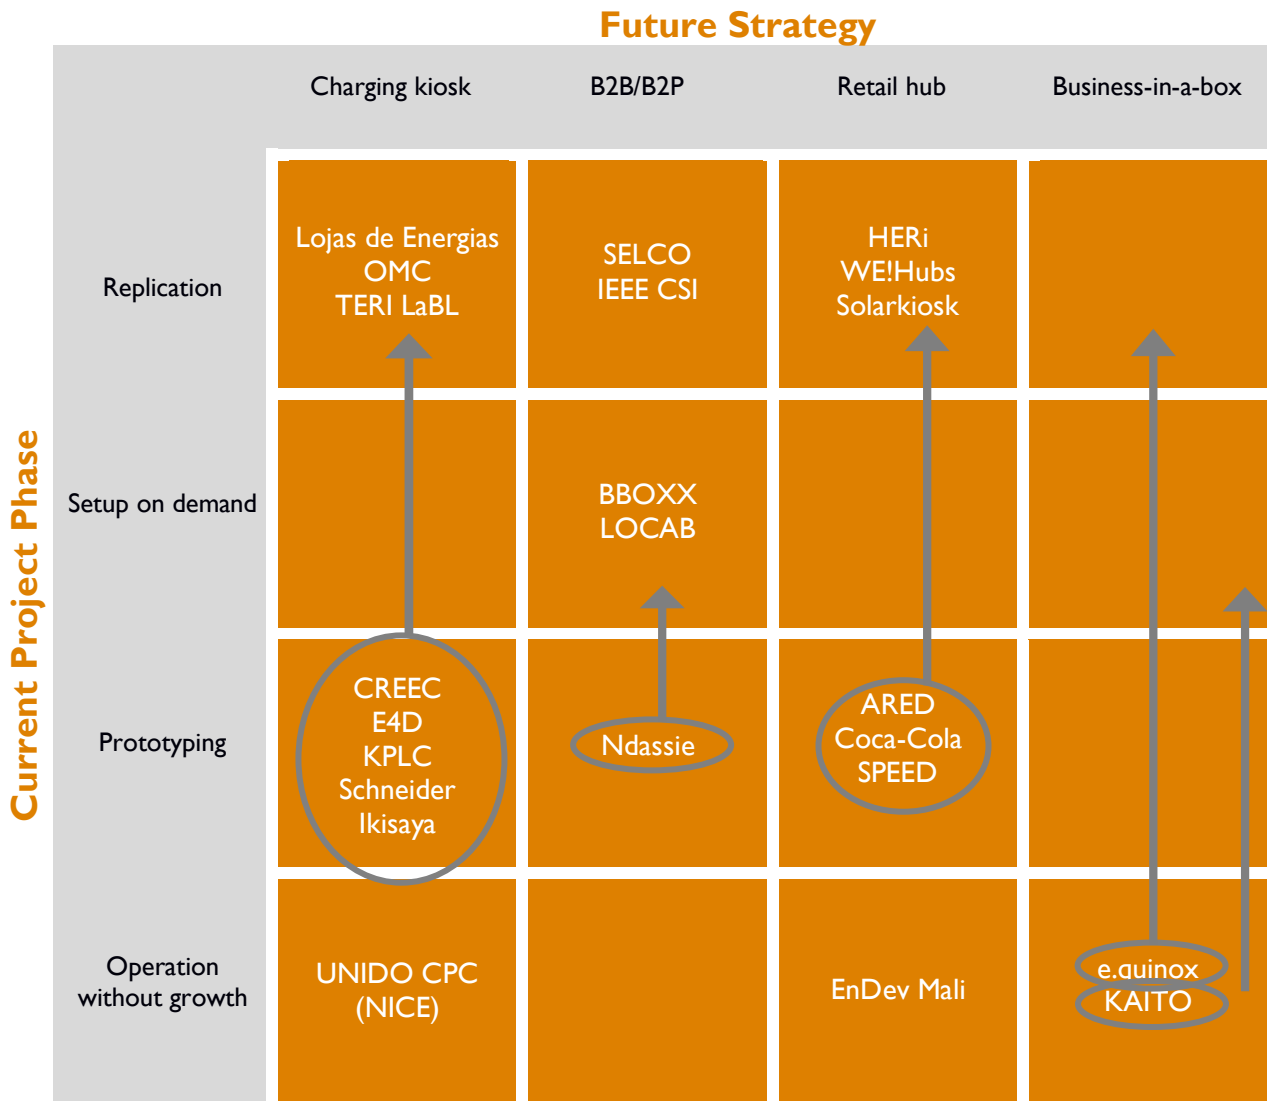 Future Strategy
Charging kiosk
B2B/B2P
Retail hub
Business-in-a-box
Current Project Phase
Replication
Lojas de Energias
OMC
TERI LaBL
SELCO
IEEE CSI
HERi
WE!Hubs
Solarkiosk
Setup on demand
BBOXX
LOCAB
Prototyping
CREEC
E4D
KPLC
Schneider
Ikisaya
Ndassie
ARED
Coca-Cola
SPEED
Operation
without growth
UNIDO CPC
(NICE)
EnDev Mali
e.quinox
KAITO